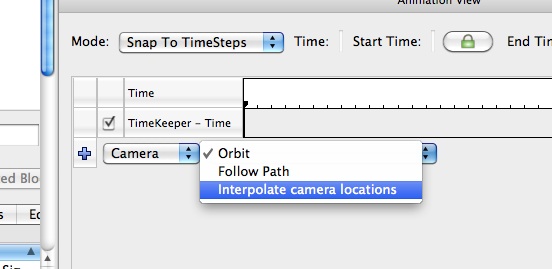 Animation View
Mode: Snap To TimeSteps Time: Start Time: End Tim
Time
TimeKeeper - Time
Camera Orbit
Follow Path
Interpolate camera locations
ed Blo
s Ed